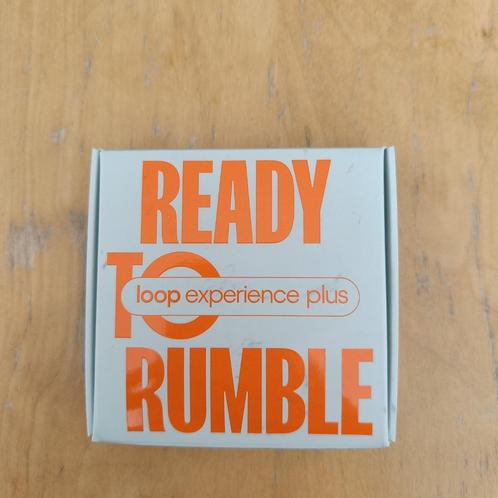 READY
TO
loop experience plus
RUMBLE